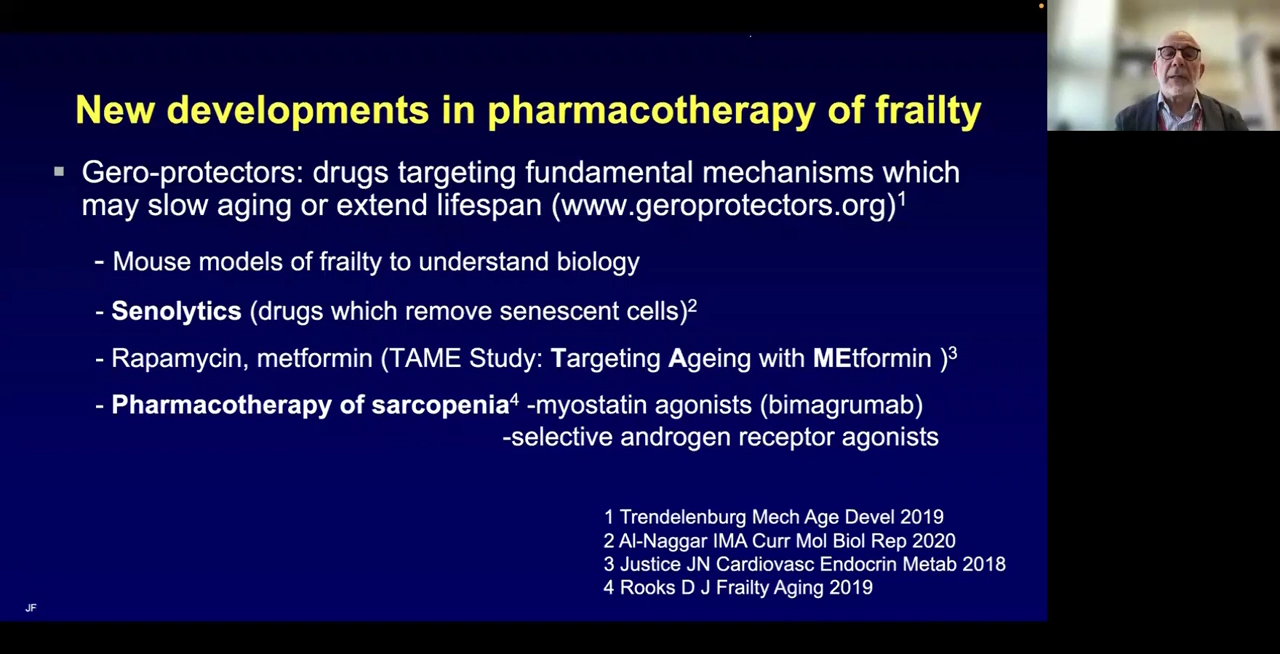 New developments in pharmacotherapy of frailty
Gero-protectors: drugs targeting fundamental mechanisms which
may slow aging or extend lifespan (www.geroprotectors.org)1
- Mouse models of frailty to understand biology
- Senolytics (drugs which remove senescent cells)2
- Rapamycin, metformin (TAME Study: Targeting Ageing with MEtformin )3
- Pharmacotherapy of sarcopenia4 -myostatin agonists (bimagrumab)
-selective androgen receptor agonists
1 Trendelenburg Mech Age Devel 2019
2 Al-Naggar IMA Curr Mol Biol Rep 2020
3 Justice JN Cardiovasc Endocrin Metab 2018
4 Rooks D J Frailty Aging 2019
JF